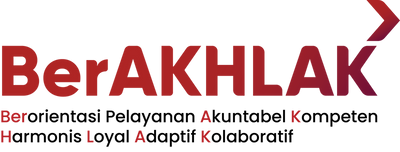 BerAKHLAK
Berorientasi Pelayanan Akuntabel Kompeten
Harmonis Loyal Adaptif Kolaboratif